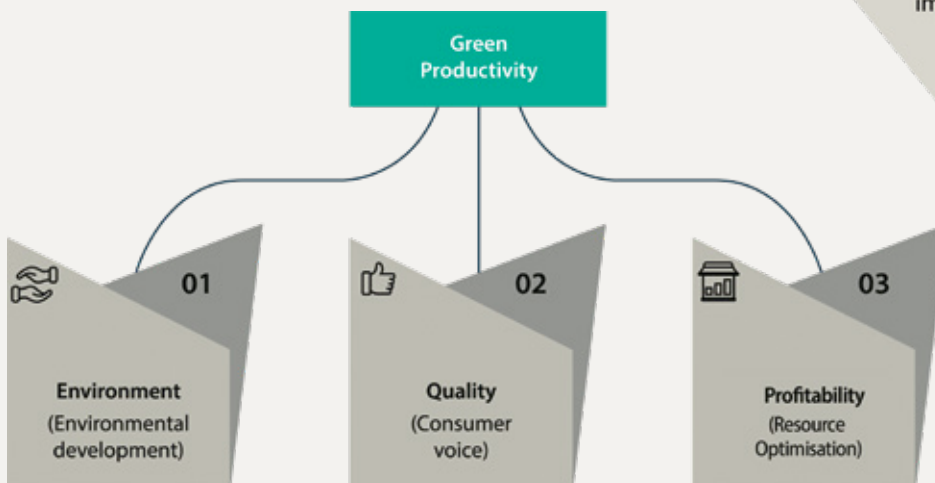 Green
Productivity
01
Environment
(Environmental
development)
02
Quality
(Consumer
voice)
03
Profitability
(Resource
Optimisation)